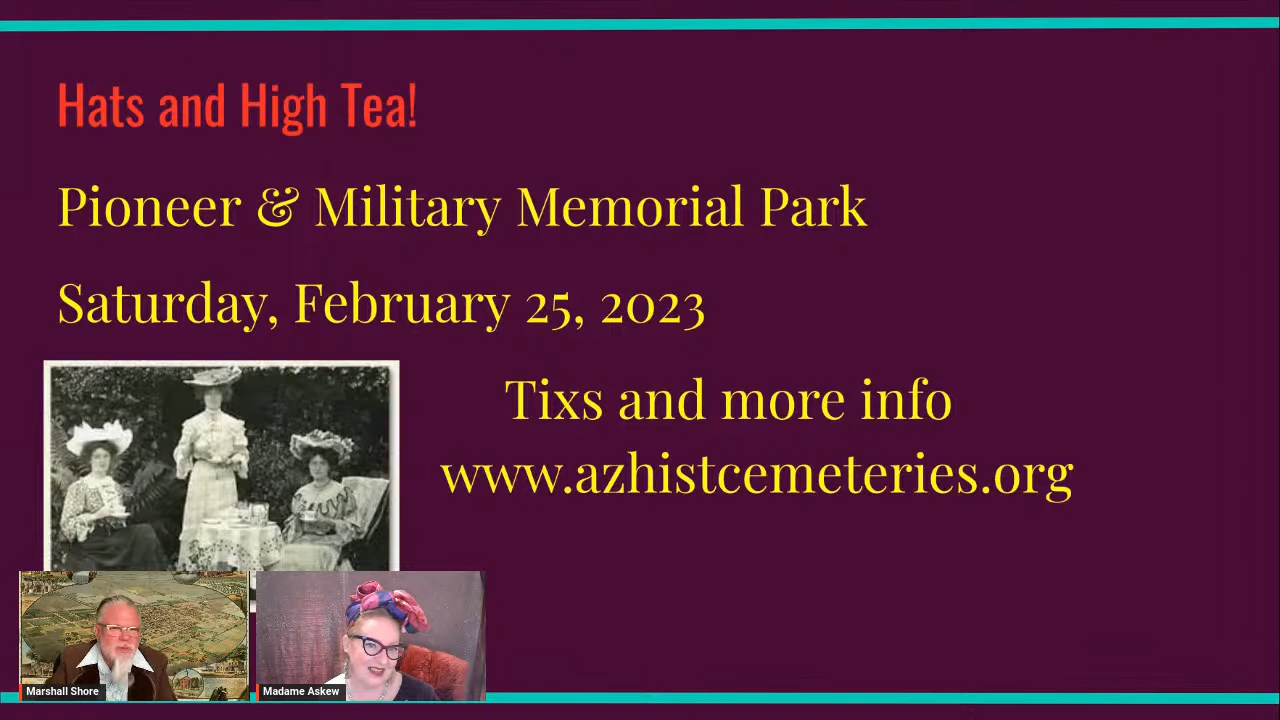 Hats and High Tea!
Pioneer & Military Memorial Park
Saturday, February 25, 2023
Tixs and more info
www.azhistcemeteries.org
Marshall Shore
Madame Askew